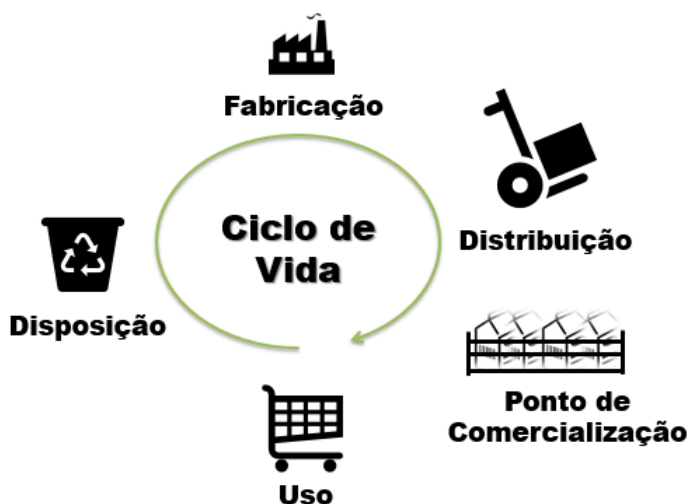 Fabricação
Distribuição
Ciclo de
Vida
Disposição
Ponto de
Comercialização
Uso